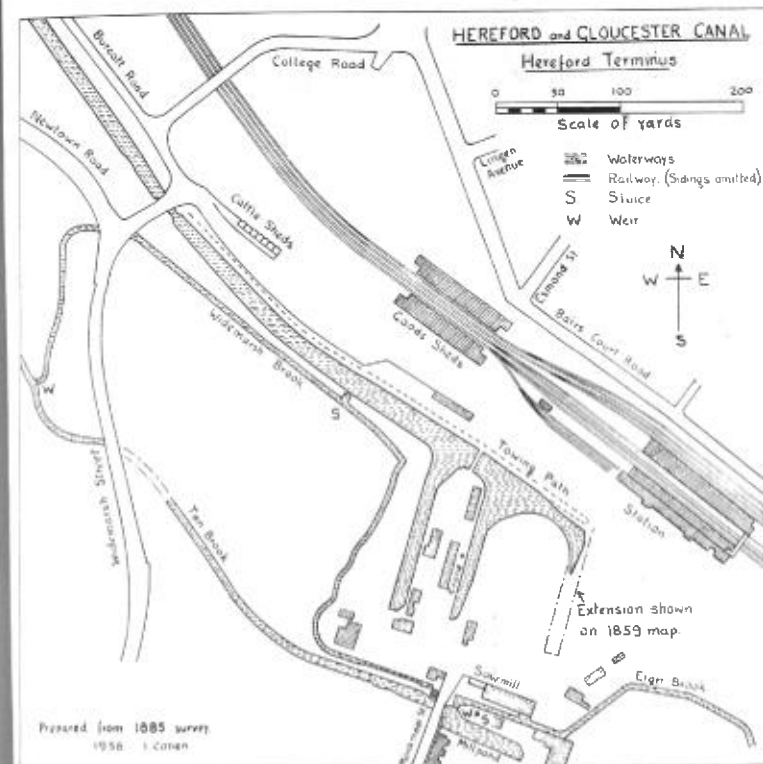 HEREFORD and GLOUCESTER CANAL
Hereford Terminus
0 50 100 200
Scale of yards
Waterways
Railway. (Sidings omitted)
S Sluice
W Weir
N
W E
S
Burcott Road
College Road
Newtown Road
Lingen
Avenue
Cattle Sheds
Osmond St
Goods Sheds
Barrs Court Road
Widemarsh Brook
W
S
Towing Path
Station
Widemarsh Street
Tan Brook
Extension shown
on 1859 map.
Sawmill
Eign Brook
W & S
Millpond
Prepared from 1885 survey.
1958 I. Cohen